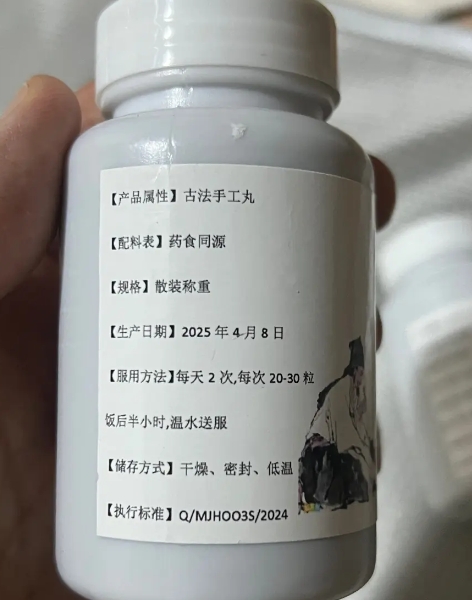 【产品属性】古法手工丸
【配料表】药食同源
【规格】散装称重
【生产日期】2025 年 4月 8 日
【服用方法】每天 2 次,每次 20-30 粒
饭后半小时,温水送服
【储存方式】干燥、密封、低温
【执行标准】Q/MJHOO3S/2024